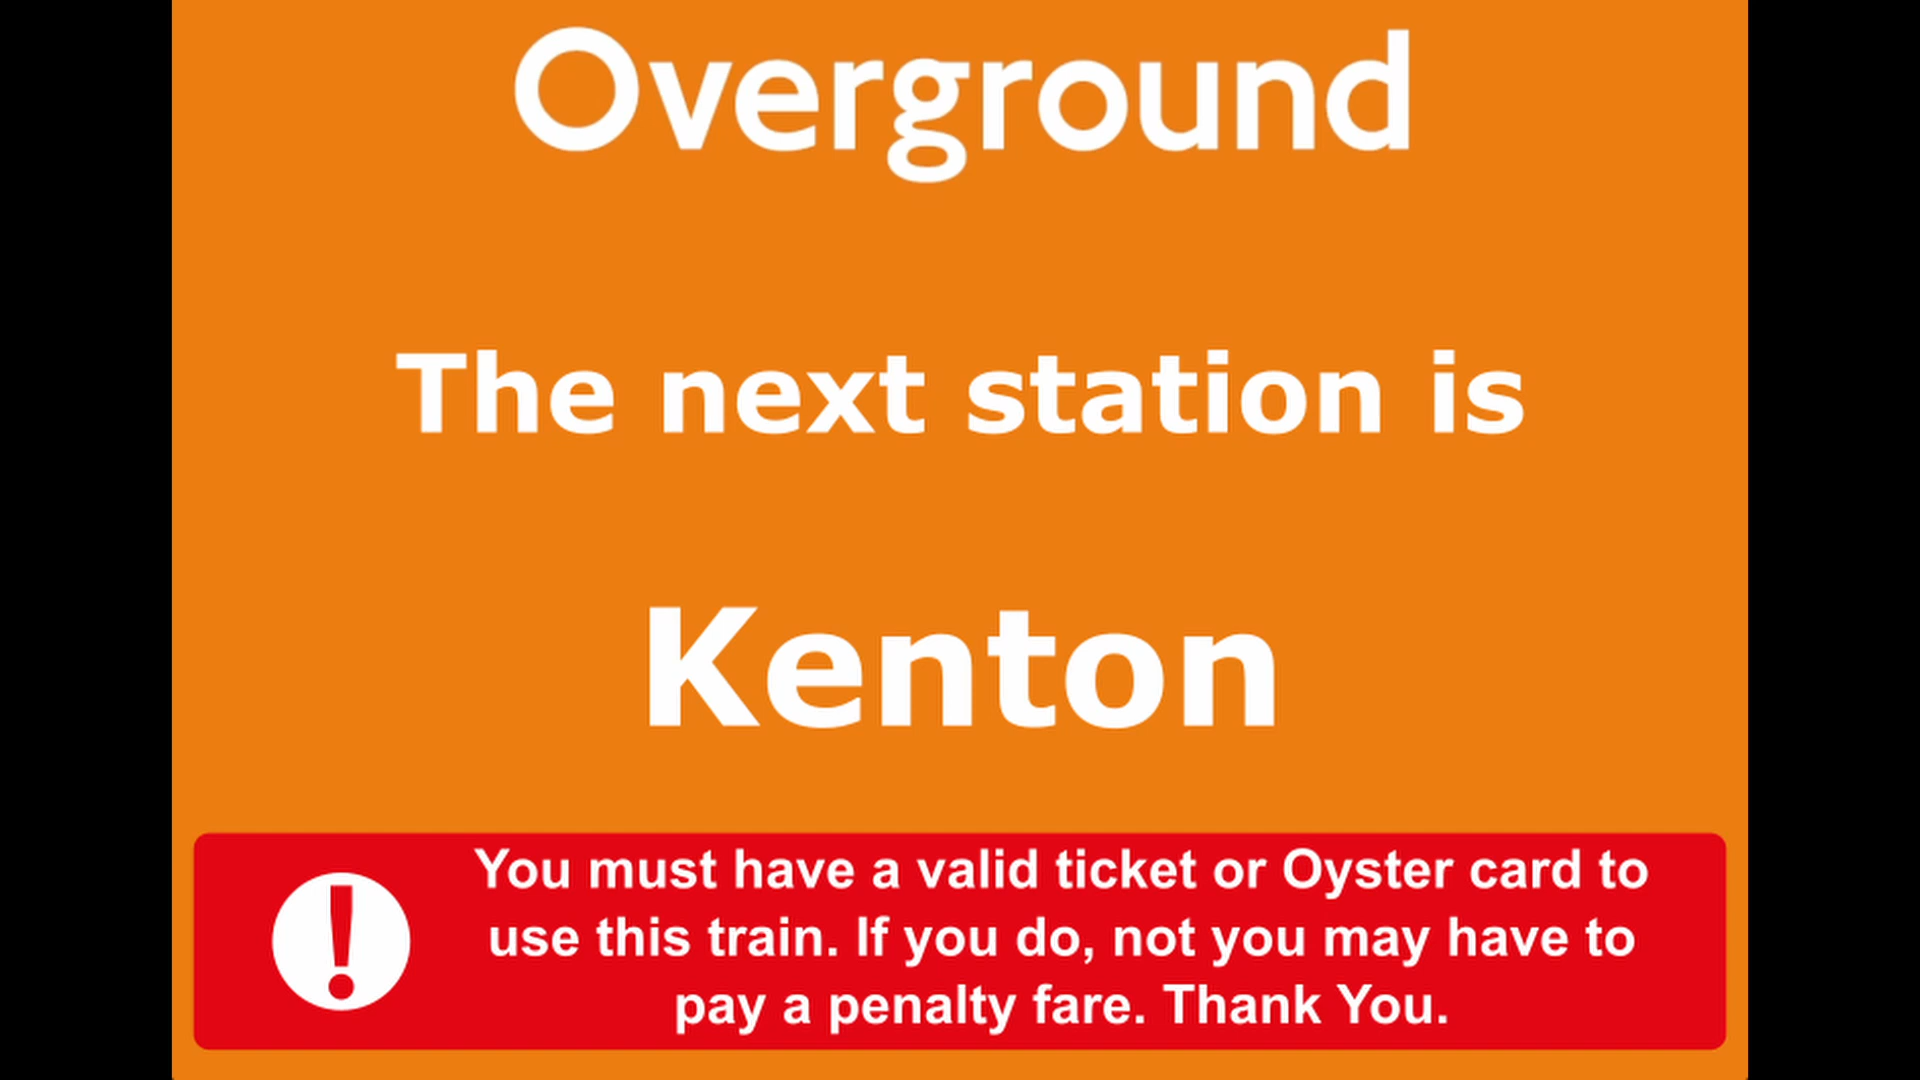 Overground
The next station is
Kenton
You must have a valid ticket or Oyster card to
use this train. If you do, not you may have to
pay a penalty fare. Thank You.